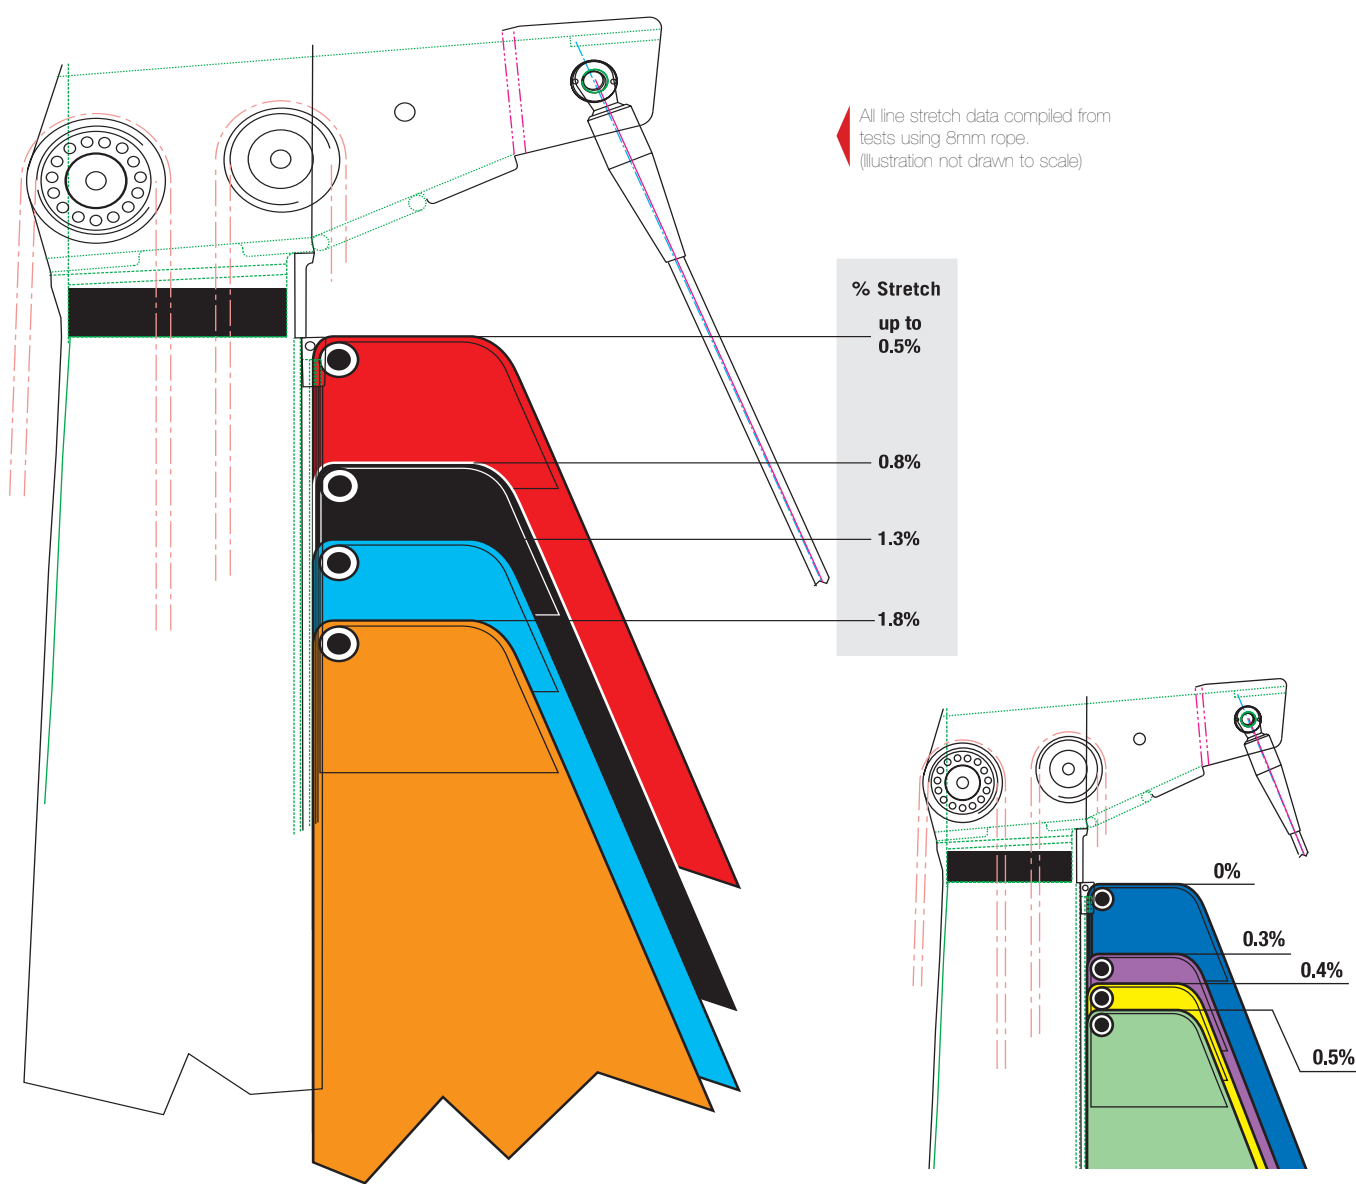 All line stretch data compiled from
tests using 8mm rope.
(Illustration not drawn to scale)
% Stretch
up to
0.5%
0.8%
1.3%
1.8%
0%
0.3%
0.4%
0.5%